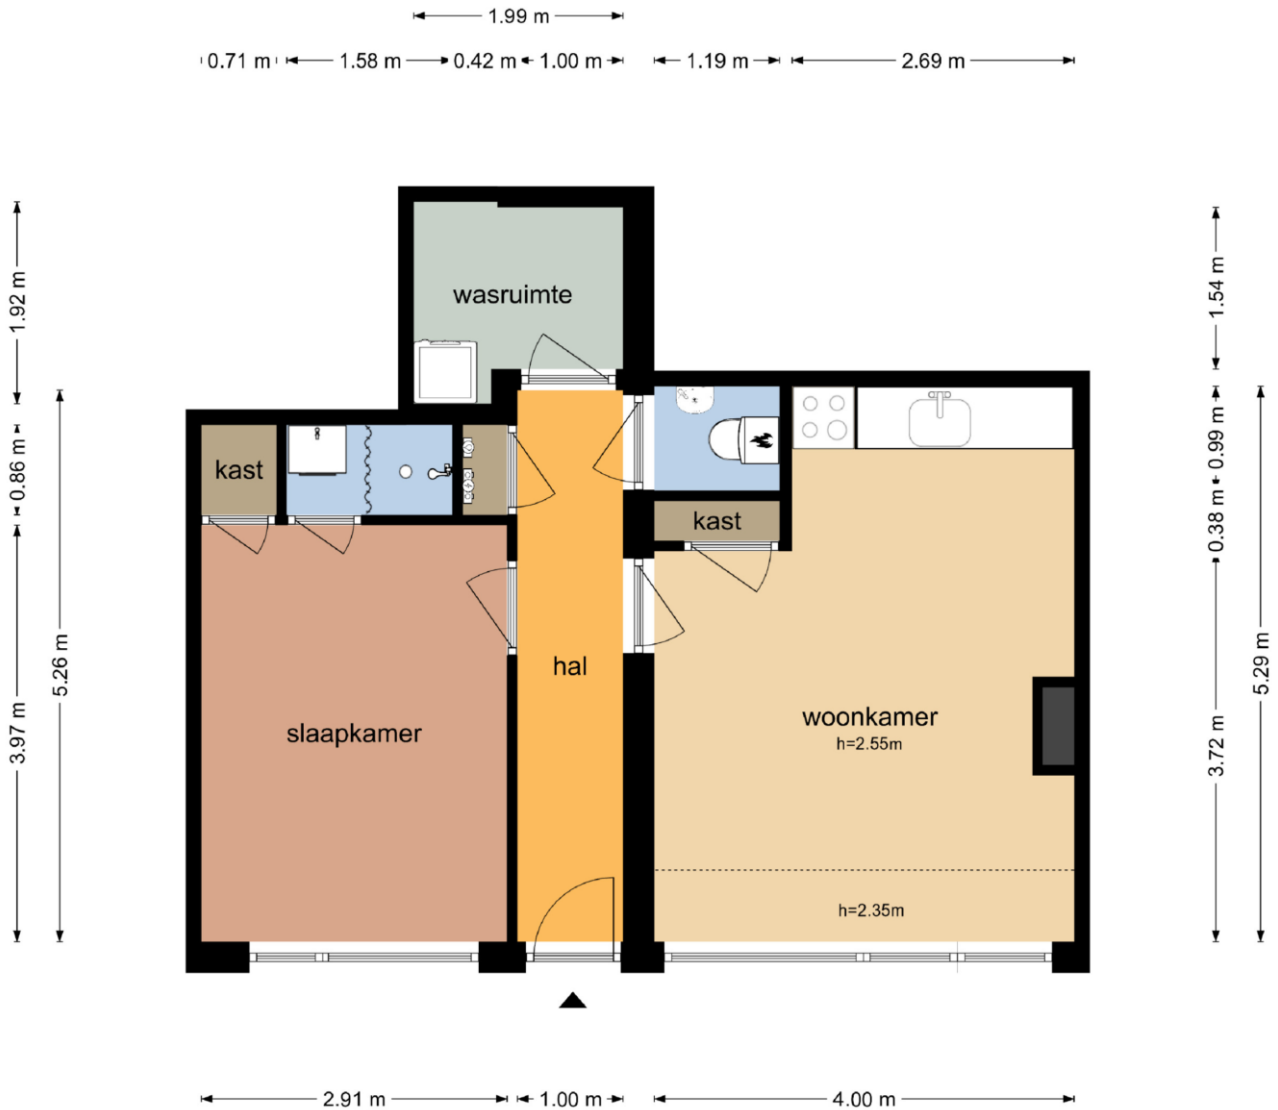 1.99 m
0.71 m
1.58 m
0.42 m
1.00 m
1.19 m
2.69 m
1.92 m
1.54 m
wasruimte
0.86 m
0.99 m
kast
0.38 m
kast
5.26 m
5.29 m
hal
3.97 m
slaapkamer
woonkamer
h=2.55m
3.72 m
h=2.35m
2.91 m
1.00 m
4.00 m